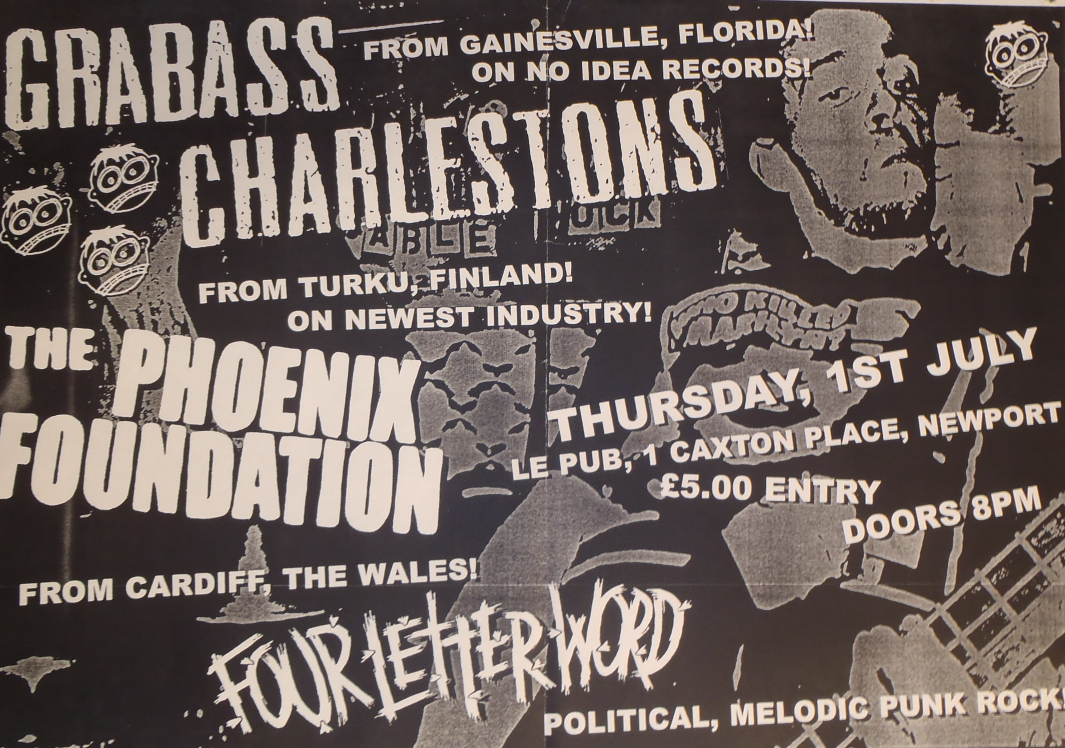 GRABASS
FROM GAINESVILLE, FLORIDA!
ON NO IDEA RECORDS!
CHARLESTONS
ABLE OCK
FROM TURKU, FINLAND!
ON NEWEST INDUSTRY!
WHO KILLED
MARILYN?
THE PHOENIX
FOUNDATION
THURSDAY, 1ST JULY
LE PUB, 1 CAXTON PLACE, NEWPORT
£5.00 ENTRY
DOORS 8PM
FROM CARDIFF, THE WALES!
FOUR LETTER WORD
POLITICAL, MELODIC PUNK ROCK!